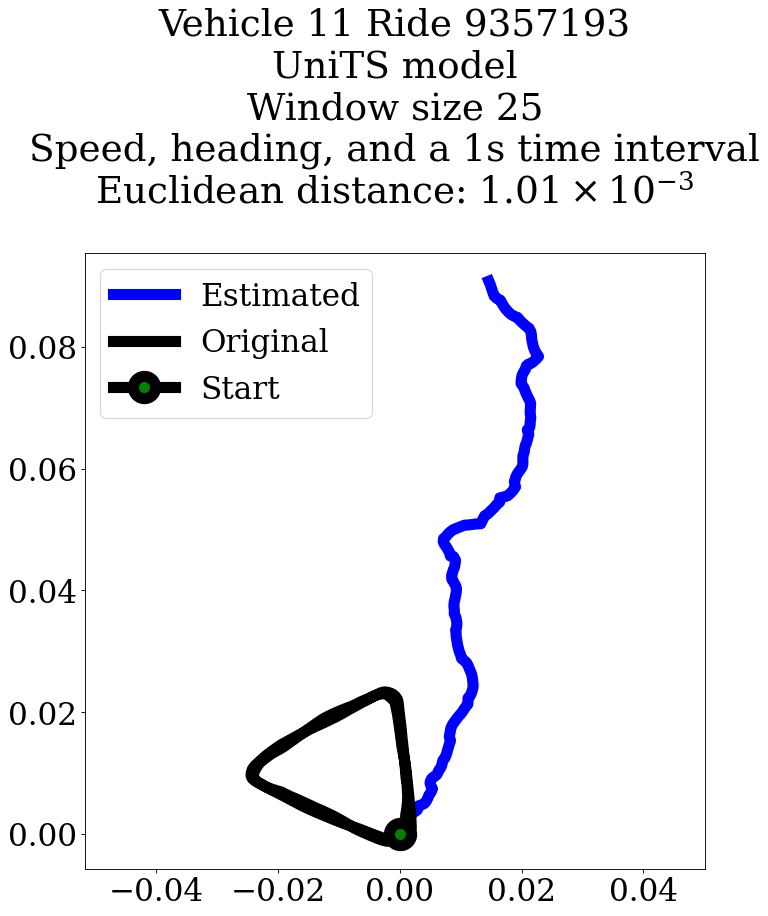 Vehicle 11 Ride 9357193
UniTS model
Window size 25
Speed, heading, and a 1s time interval
Euclidean distance: 1.01 × 10⁻³
Estimated
Original
Start
0.08
0.06
0.04
0.02
0.00
−0.04 −0.02 0.00 0.02 0.04